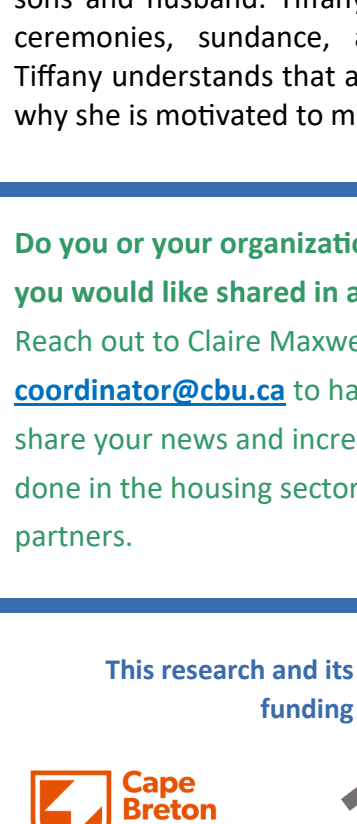 sons and husband. Tiffany
ceremonies, sundance,
Tiffany understands that a
why she is motivated to m
Do you or your organizatio
you would like shared in a
Reach out to Claire Maxwe
coordinator@cbu.ca to ha
share your news and incre
done in the housing sector
partners.
This research and its
funding
Cape
Breton